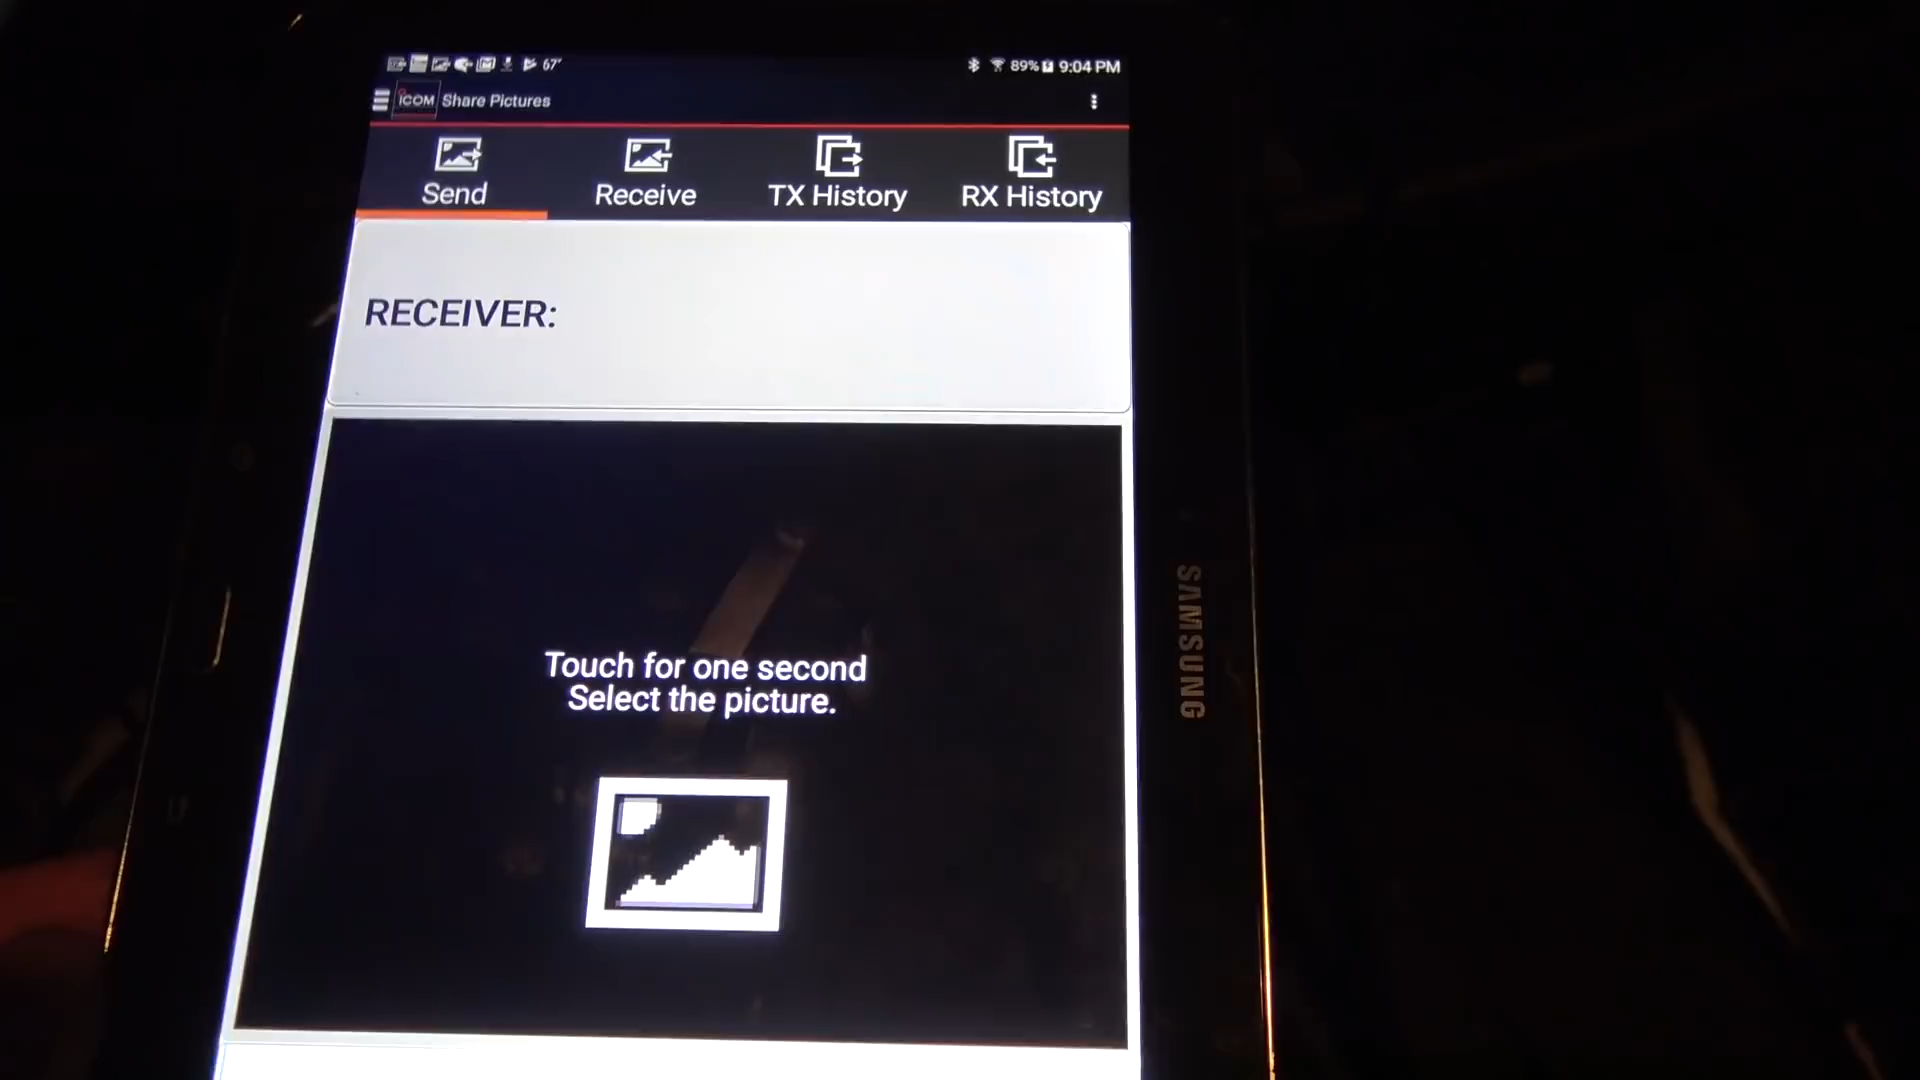 67° 89% 9:04 PM
ICOM Share Pictures
Send Receive TX History RX History
RECEIVER:
Touch for one second
Select the picture.
SAMSUNG